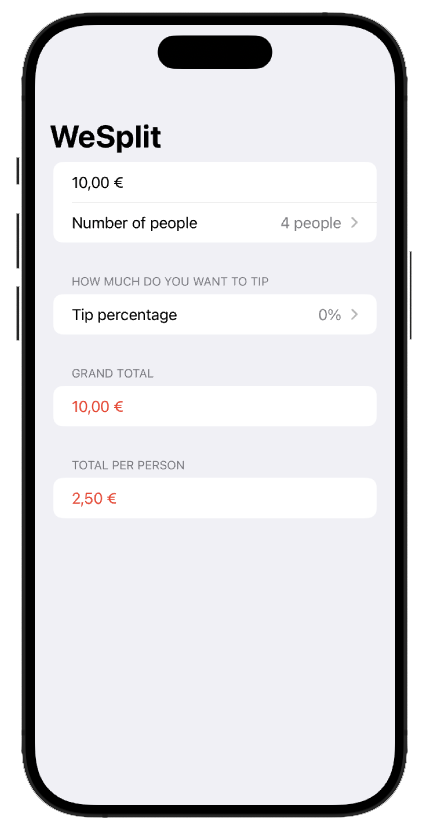 WeSplit
10,00 €
Number of people 4 people
HOW MUCH DO YOU WANT TO TIP
Tip percentage 0%
GRAND TOTAL
10,00 €
TOTAL PER PERSON
2,50 €